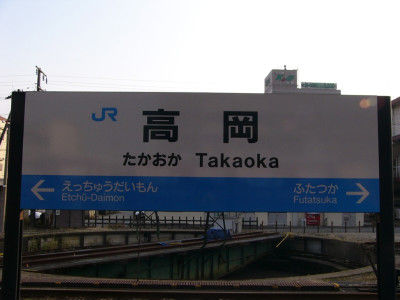 JR 高岡
たかおか Takaoka
えっちゅうだいもん ふたつか
Etchū-Daimon Futatsuka